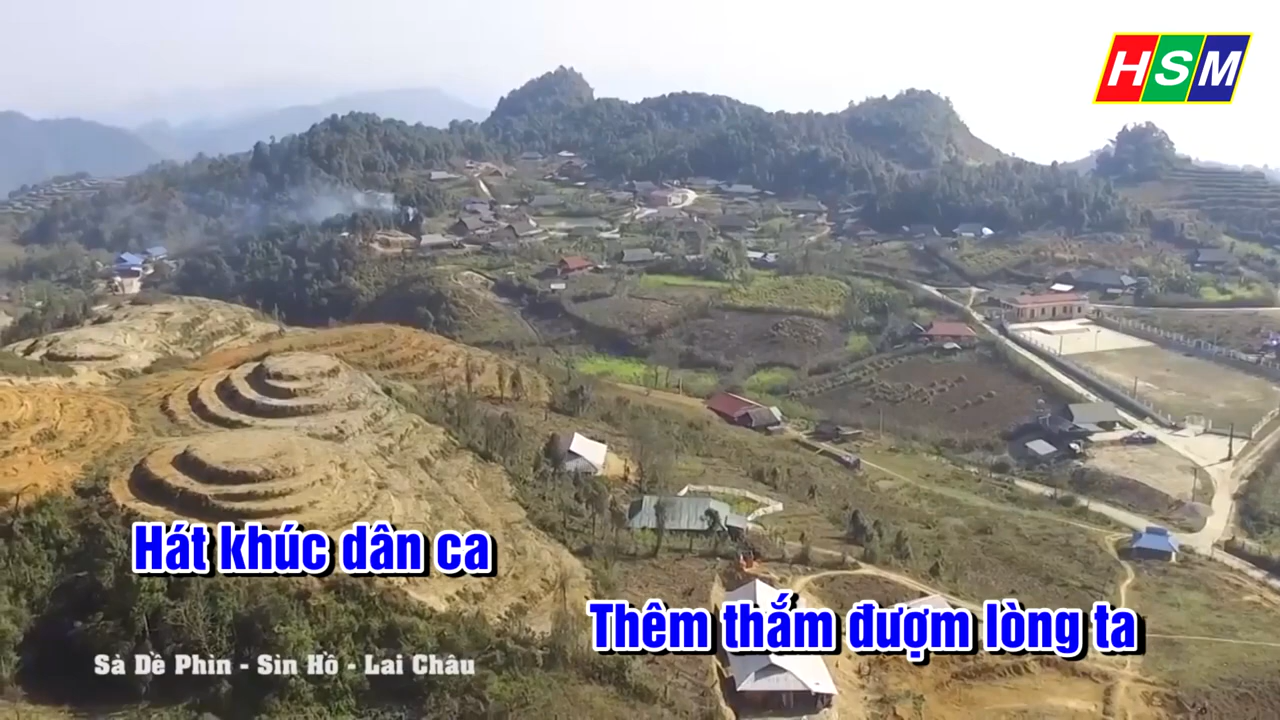 HSM
Hát khúc dân ca
Thêm thắm đượm lòng ta
Sà Dề Phìn - Sìn Hồ - Lai Châu